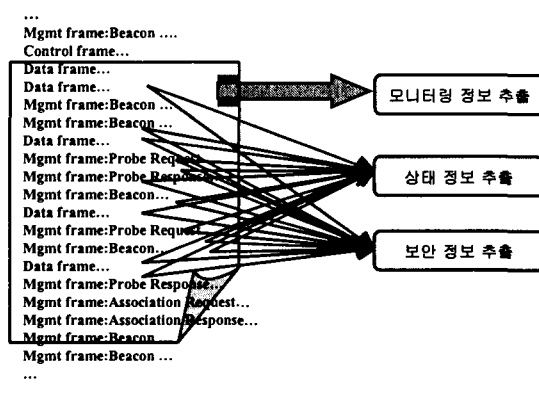 ...
Mgmt frame:Beacon ....
Control frame...
Data frame...
Data frame...
Mgmt frame:Beacon ...
Mgmt frame:Beacon ...
Data frame...
Mgmt frame:Probe Request...
Mgmt frame:Probe Response...
Mgmt frame:Beacon...
Data frame...
Mgmt frame:Probe Request...
Mgmt frame:Beacon...
Data frame...
Mgmt frame:Probe Response...
Mgmt frame:Association Request...
Mgmt frame:Association Response...
Mgmt frame:Beacon ...
Mgmt frame:Beacon ...
...
모니터링 정보 추출
상태 정보 추출
보안 정보 추출